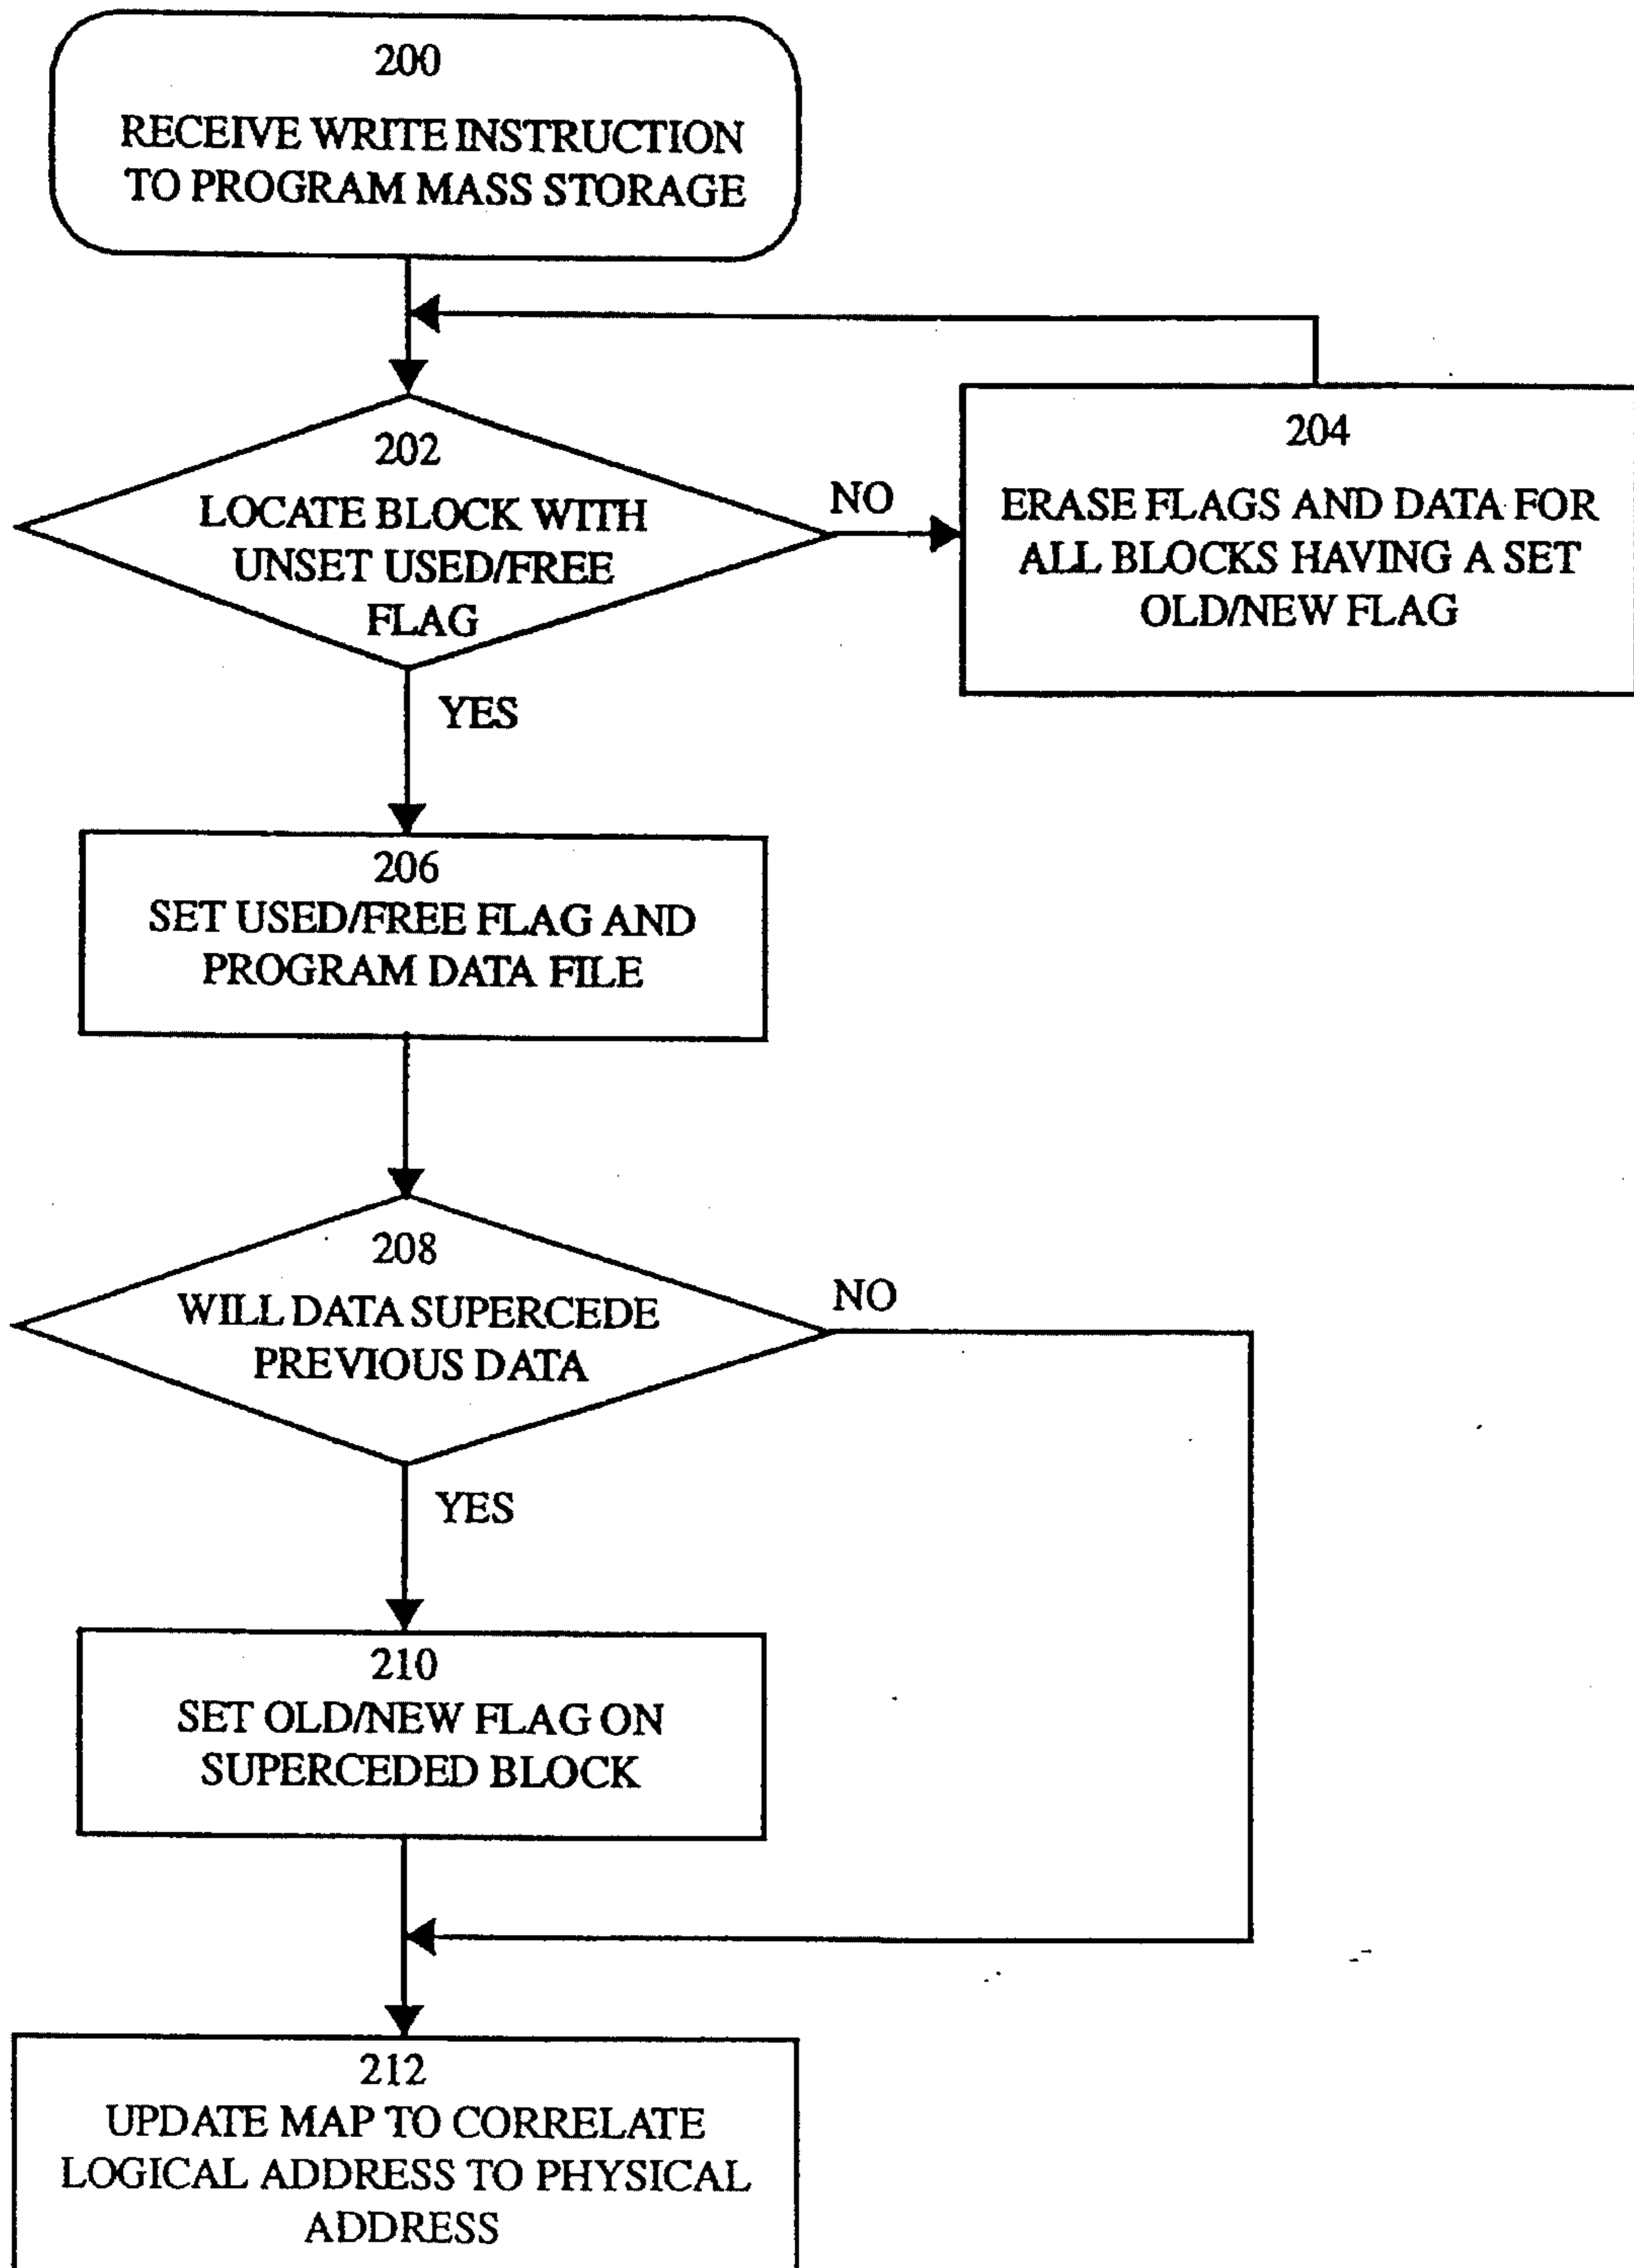 200
RECEIVE WRITE INSTRUCTION
TO PROGRAM MASS STORAGE
202
LOCATE BLOCK WITH
UNSET USED/FREE
FLAG
NO
204
ERASE FLAGS AND DATA FOR
ALL BLOCKS HAVING A SET
OLD/NEW FLAG
YES
206
SET USED/FREE FLAG AND
PROGRAM DATA FILE
208
WILL DATA SUPERCEDE
PREVIOUS DATA
NO
YES
210
SET OLD/NEW FLAG ON
SUPERCEDED BLOCK
212
UPDATE MAP TO CORRELATE
LOGICAL ADDRESS TO PHYSICAL
ADDRESS